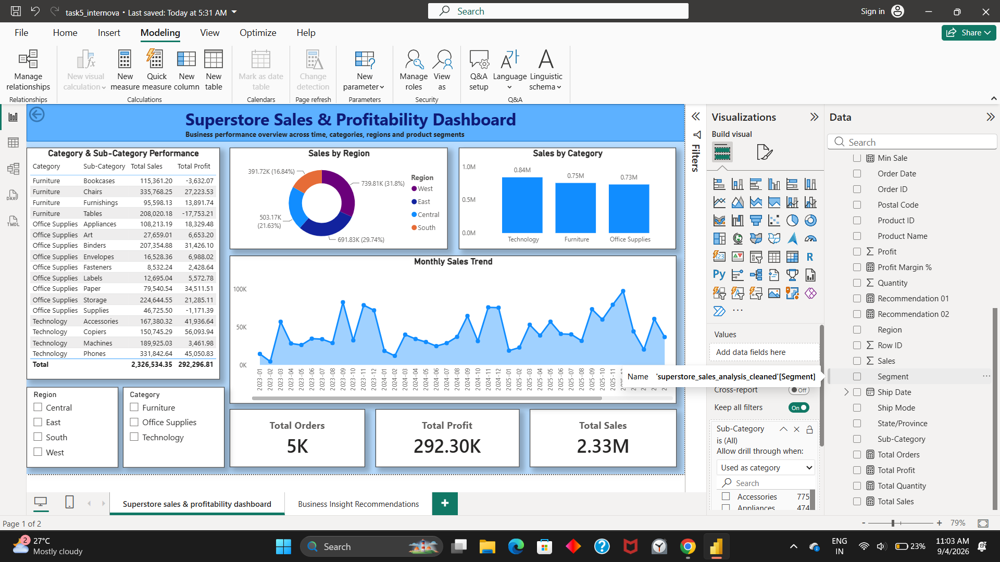 task5_internova • Last saved: Today at 5:31 AM
Search
Sign in
File
Home
Insert
Modeling
View
Optimize
Help
Share
Manage relationships
New visual calculation
New measure
Quick measure
New column
New table
Mark as date table
Change detection
New parameter
Manage roles
View as
Q&A setup
Language
Linguistic schema
Relationships
Calculations
Calendars
Page refresh
Parameters
Security
Q&A
Superstore Sales & Profitability Dashboard
Business performance overview across time, categories, regions and product segments
Category & Sub-Category Performance
Category Sub-Category Total Sales Total Profit
Furniture Bookcases 115,361.20 -3,632.07
Furniture Chairs 335,768.25 27,223.53
Furniture Furnishings 95,598.13 13,891.74
Furniture Tables 208,020.18 -17,753.21
Office Supplies Appliances 108,213.19 18,329.48
Office Supplies Art 27,659.01 6,653.20
Office Supplies Binders 207,354.88 31,426.10
Office Supplies Envelopes 16,528.36 6,988.02
Office Supplies Fasteners 8,532.24 2,428.64
Office Supplies Labels 12,695.04 5,572.78
Office Supplies Paper 79,540.54 34,511.51
Office Supplies Storage 224,644.55 21,285.11
Office Supplies Supplies 46,725.50 -1,171.39
Technology Accessories 167,380.32 41,936.64
Technology Copiers 150,745.29 56,093.94
Technology Machines 189,925.03 3,461.98
Technology Phones 331,842.64 45,050.83
Total 2,326,534.35 292,296.81
Sales by Region
391.72K (16.84%)
739.81K (31.8%)
503.17K
(21.63%)
691.83K (29.74%)
Region
West
East
Central
South
Sales by Category
1.0M
0.5M
0.0M
0.84M
0.75M
0.73M
Technology
Furniture
Office Supplies
Monthly Sales Trend
100K
50K
0K
2023-01
2023-02
2023-03
2023-04
2023-05
2023-06
2023-07
2023-08
2023-09
2023-10
2023-11
2023-12
2024-01
2024-02
2024-03
2024-04
2024-05
2024-06
2024-07
2024-08
2024-09
2024-10
2024-11
2024-12
2025-01
2025-02
2025-03
2025-04
2025-05
2025-06
2025-07
2025-08
2025-09
2025-10
2025-11
Region
Central
East
South
West
Category
Furniture
Office Supplies
Technology
Total Orders
5K
Total Profit
292.30K
Total Sales
2.33M
Filters
Visualizations
Build visual
123
R
Py
Values
Add data fields here
Name 'superstore_sales_analysis_cleaned'[Segment]
Cross-report
Off
Keep all filters
On
Sub-Category
is (All)
Allow drill through when:
Used as category
Search
Accessories 775
Appliances 474
Data
Search
Min Sale
Order Date
Order ID
Postal Code
Product ID
Product Name
Profit
Profit Margin %
Quantity
Recommendation 01
Recommendation 02
Region
Row ID
Sales
Segment
Ship Date
Ship Mode
State/Province
Sub-Category
Total Orders
Total Profit
Total Quantity
Total Sales
DAX
TMDL
Superstore sales & profitability dashboard
Business Insight Recommendations
Page 1 of 2
- + 79%
2
27°C
Mostly cloudy
Search
ENG
IN
23%
11:03 AM
9/4/2026